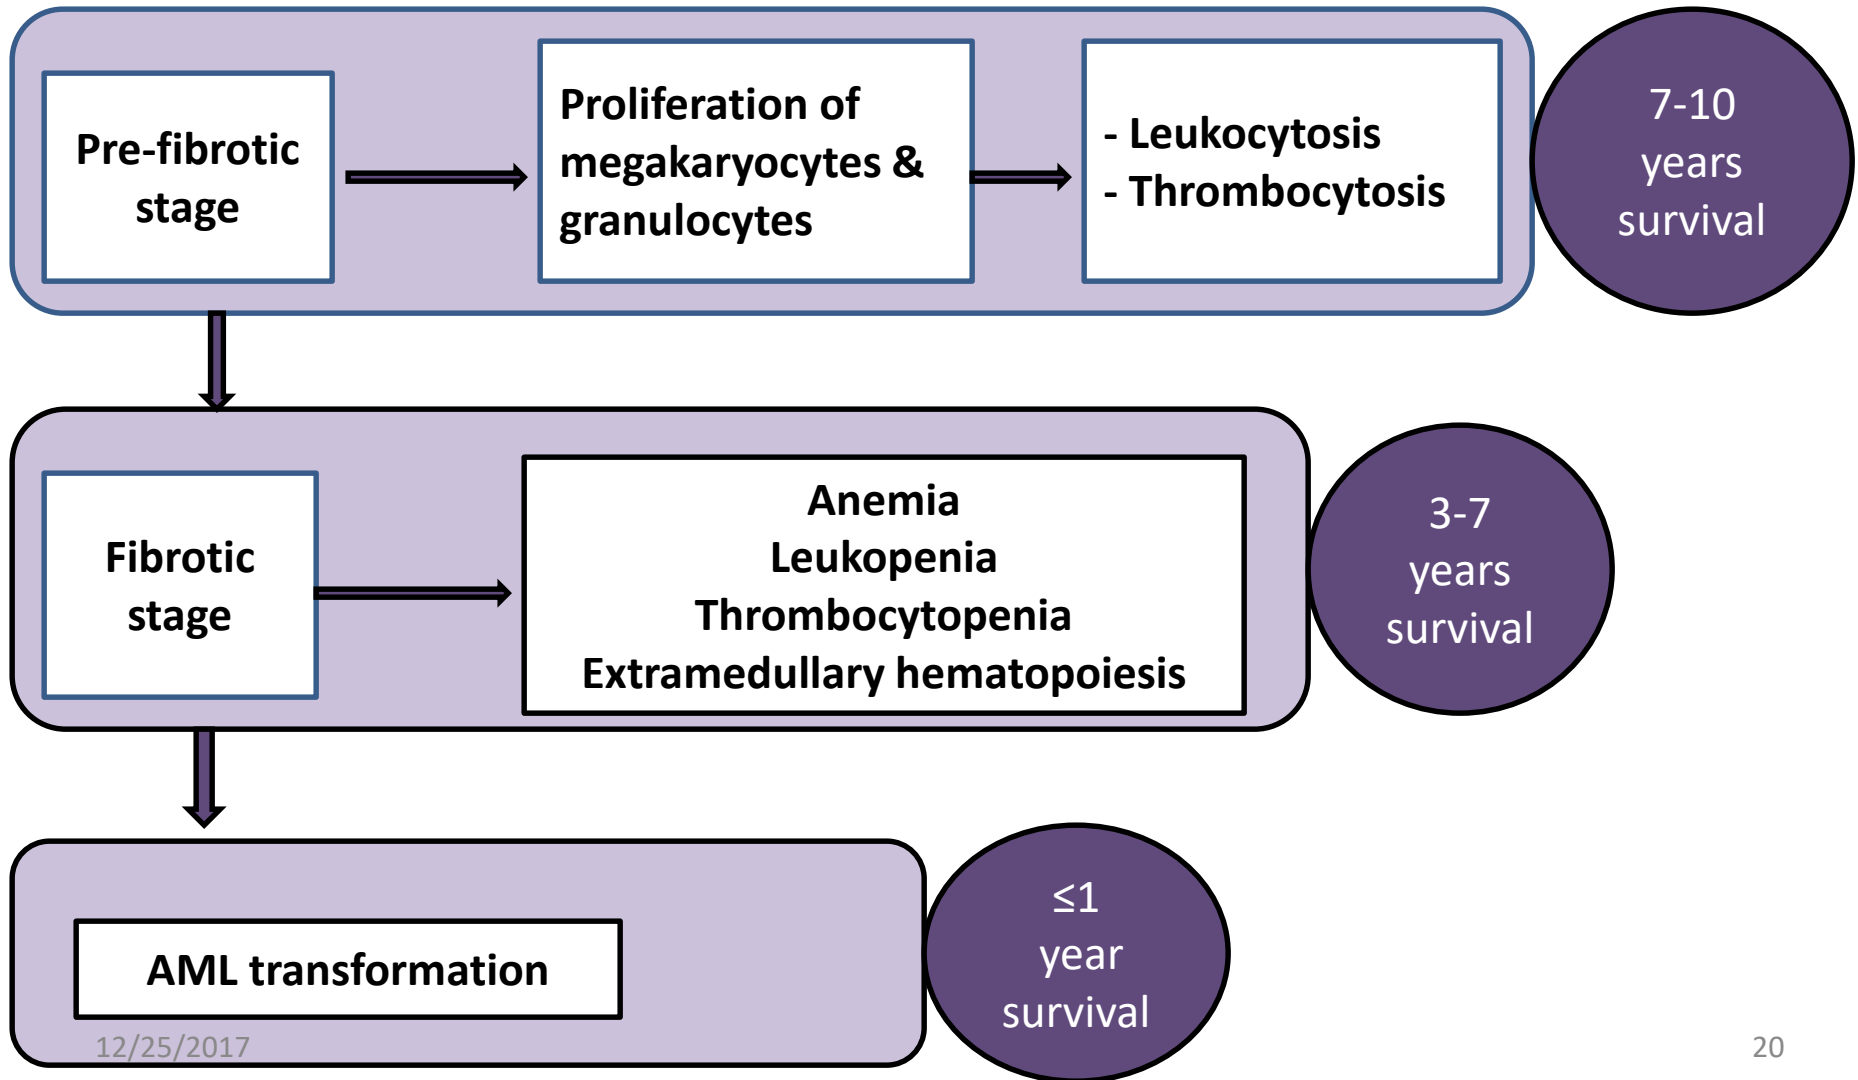 Pre-fibrotic
stage
Proliferation of
megakaryocytes &
granulocytes
- Leukocytosis
- Thrombocytosis
7-10
years
survival
Fibrotic
stage
Anemia
Leukopenia
Thrombocytopenia
Extramedullary hematopoiesis
3-7
years
survival
AML transformation
≤1
year
survival
12/25/2017
20